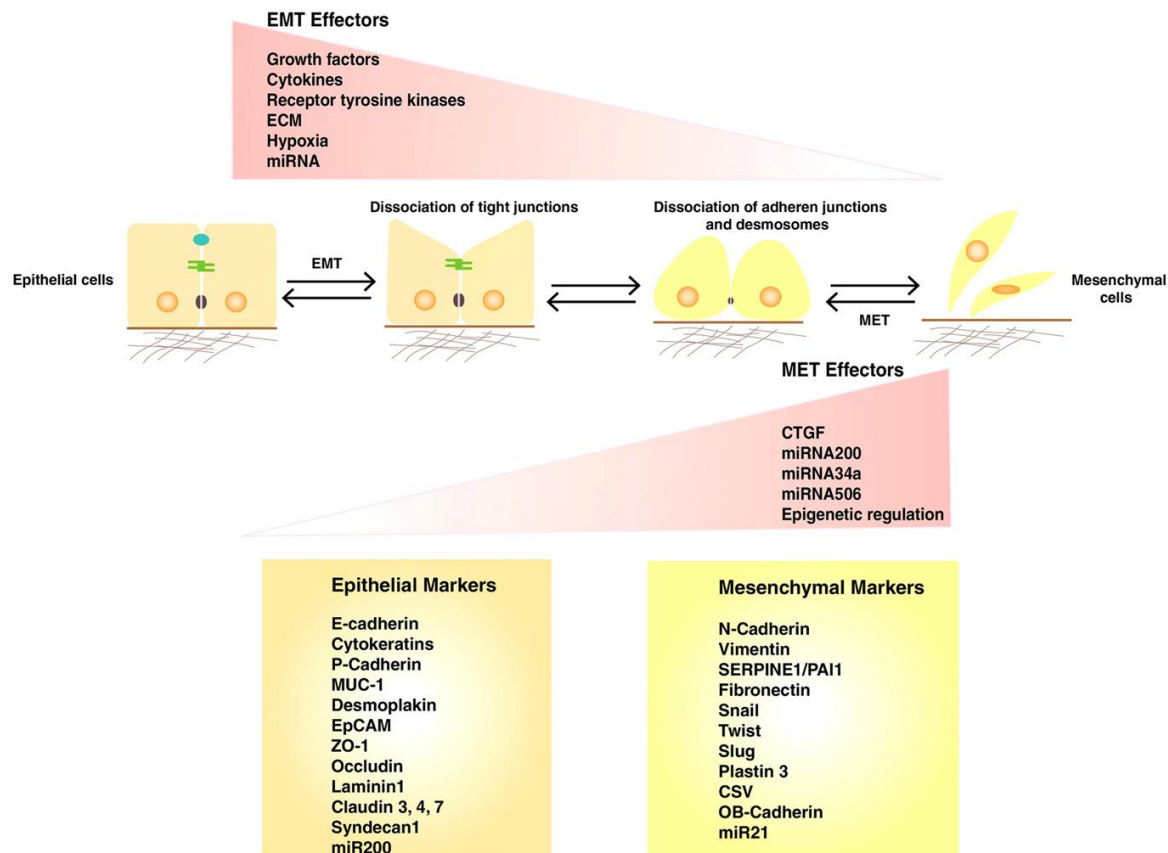 EMT Effectors
Growth factors
Cytokines
Receptor tyrosine kinases
ECM
Hypoxia
miRNA
Dissociation of tight junctions
Dissociation of adheren junctions
and desmosomes
Epithelial cells
EMT
MET
Mesenchymal
cells
MET Effectors
CTGF
miRNA200
miRNA34a
miRNA506
Epigenetic regulation
Epithelial Markers
E-cadherin
Cytokeratins
P-Cadherin
MUC-1
Desmoplakin
EpCAM
ZO-1
Occludin
Laminin1
Claudin 3, 4, 7
Syndecan1
miR200
Mesenchymal Markers
N-Cadherin
Vimentin
SERPINE1/PAI1
Fibronectin
Snail
Twist
Slug
Plastin 3
CSV
OB-Cadherin
miR21